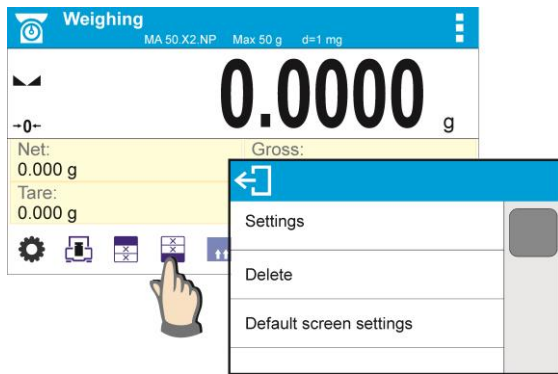 Weighing
MA 50.X2.NP Max 50 g d=1 mg
0.0000 g
→0←
Net: Gross:
0.000 g
Tare:
0.000 g
Settings
Delete
Default screen settings